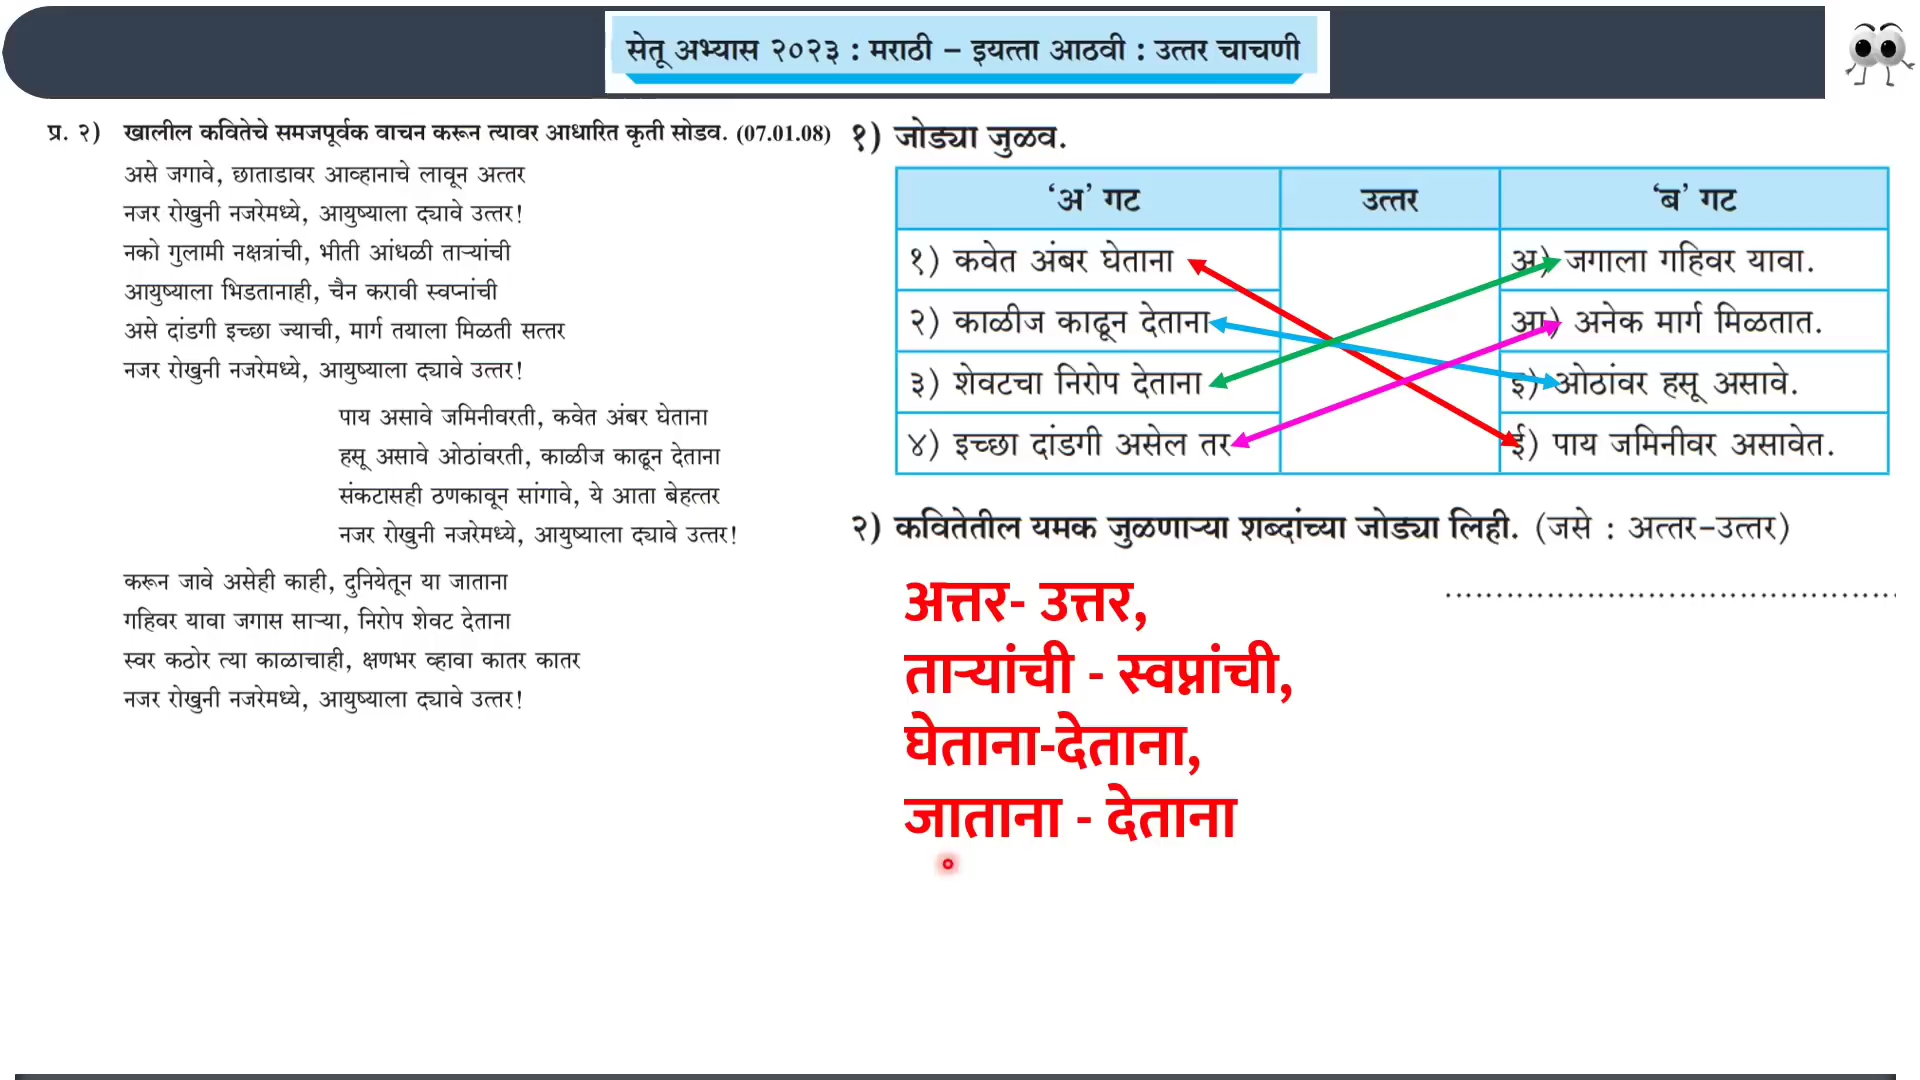 सेतू अभ्यास २०२३ : मराठी – इयत्ता आठवी : उत्तर चाचणी
प्र. २) खालील कवितेचे समजपूर्वक वाचन करून त्यावर आधारित कृती सोडव. (07.01.08)
असे जगावे, छाताडावर आव्हानाचे लावून अत्तर
नजर रोखुनी नजरेमध्ये, आयुष्याला द्यावे उत्तर!
नको गुलामी नक्षत्रांची, भीती आंधळी ताऱ्यांची
आयुष्याला भिडतानाही, चैन करावी स्वप्नांची
असे दांडगी इच्छा ज्याची, मार्ग तयाला मिळती सत्तर
नजर रोखुनी नजरेमध्ये, आयुष्याला द्यावे उत्तर!
पाय असावे जमिनीवरती, कवेत अंबर घेताना
हसू असावे ओठांवरती, काळीज काढून देताना
संकटासही ठणकावून सांगावे, ये आता बेहत्तर
नजर रोखुनी नजरेमध्ये, आयुष्याला द्यावे उत्तर!
करून जावे असेही काही, दुनियेतून या जाताना
गहिवर यावा जगास साऱ्या, निरोप शेवट देताना
स्वर कठोर त्या काळाचाही, क्षणभर व्हावा कातर कातर
नजर रोखुनी नजरेमध्ये, आयुष्याला द्यावे उत्तर!
१) जोड्या जुळव.
‘अ’ गट उत्तर ‘ब’ गट
१) कवेत अंबर घेताना अ) जगाला गहिवर यावा.
२) काळीज काढून देताना आ) अनेक मार्ग मिळतात.
३) शेवटचा निरोप देताना इ) ओठांवर हसू असावे.
४) इच्छा दांडगी असेल तर ई) पाय जमिनीवर असावेत.
२) कवितेतील यमक जुळणाऱ्या शब्दांच्या जोड्या लिही. (जसे : अत्तर–उत्तर)
अत्तर- उत्तर,
ताऱ्यांची - स्वप्नांची,
घेताना-देताना,
जाताना - देताना